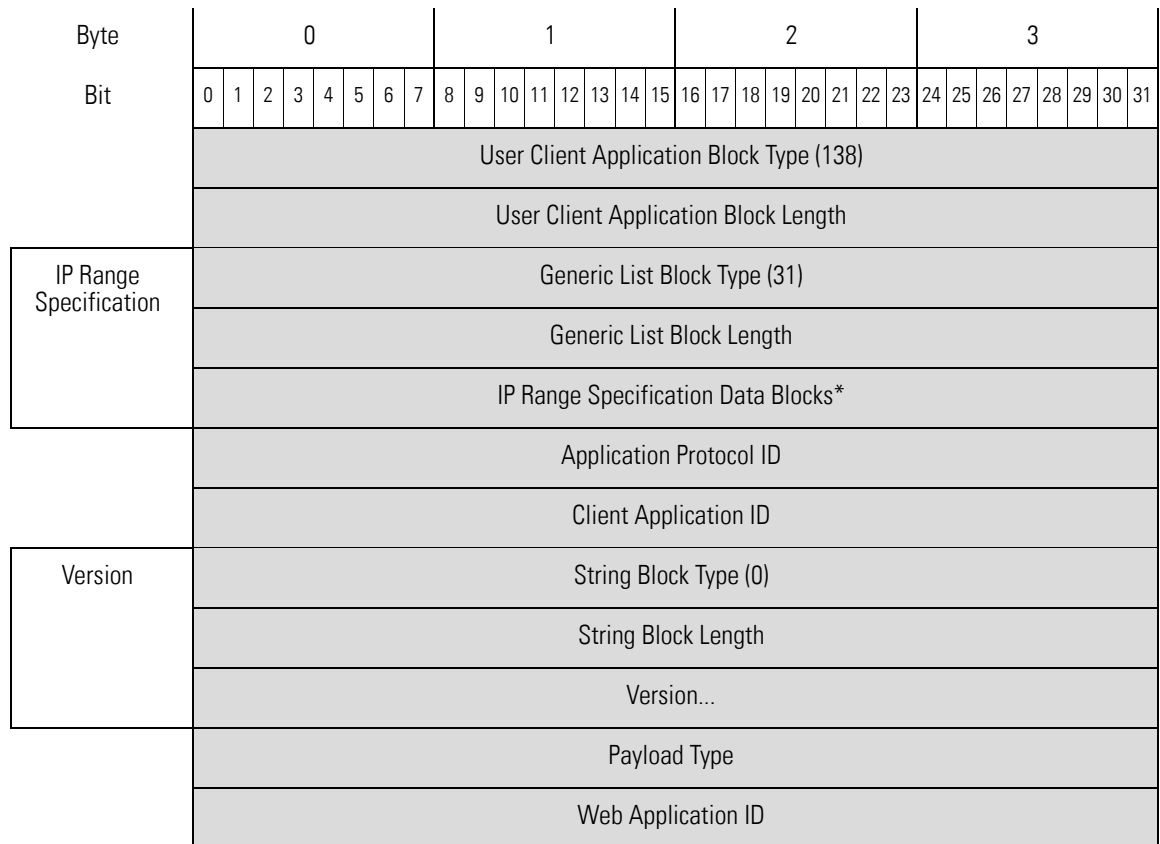 Byte 0 1 2 3
Bit 0 1 2 3 4 5 6 7 8 9 10 11 12 13 14 15 16 17 18 19 20 21 22 23 24 25 26 27 28 29 30 31
User Client Application Block Type (138)
User Client Application Block Length
IP Range
Specification
Generic List Block Type (31)
Generic List Block Length
IP Range Specification Data Blocks*
Application Protocol ID
Client Application ID
Version
String Block Type (0)
String Block Length
Version...
Payload Type
Web Application ID